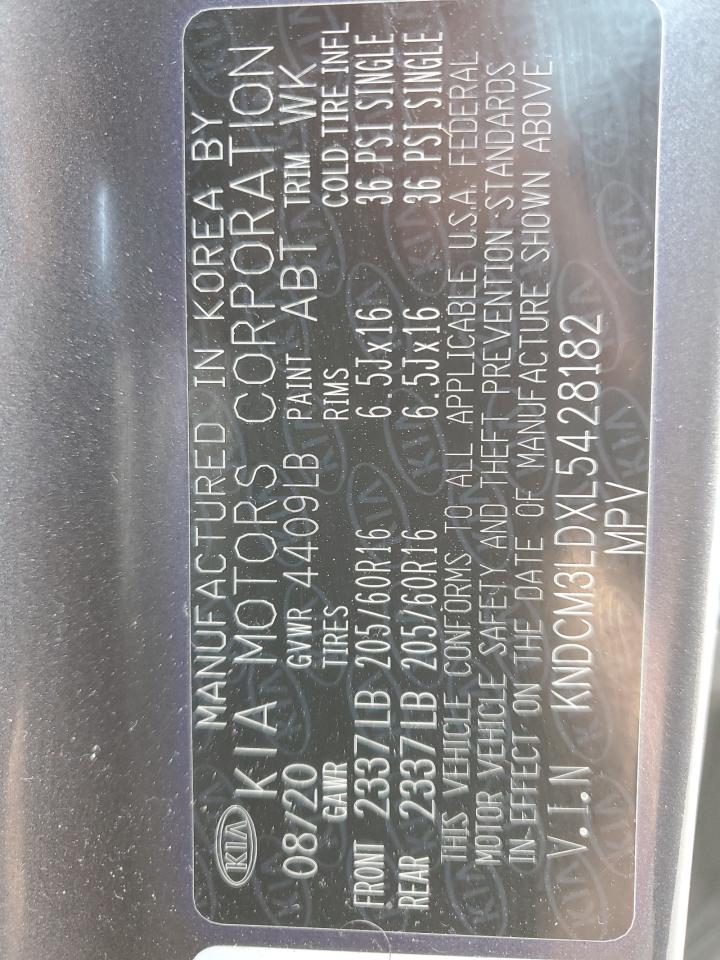 MANUFACTURED IN KOREA BY
KIA KIA MOTORS CORPORATION
08/20 GVWR 4409LB PAINT ABT TRIM WK
GAWR TIRES RIMS COLD TIRE INFL
FRONT 2337LB 205/60R16 6.5Jx16 36 PSI SINGLE
REAR 2337LB 205/60R16 6.5Jx16 36 PSI SINGLE
THIS VEHICLE CONFORMS TO ALL APPLICABLE U.S.A. FEDERAL
MOTOR VEHICLE SAFETY AND THEFT PREVENTION STANDARDS
IN EFFECT ON THE DATE OF MANUFACTURE SHOWN ABOVE.
V.I.N KNDCM3LDXL5428182
MPV